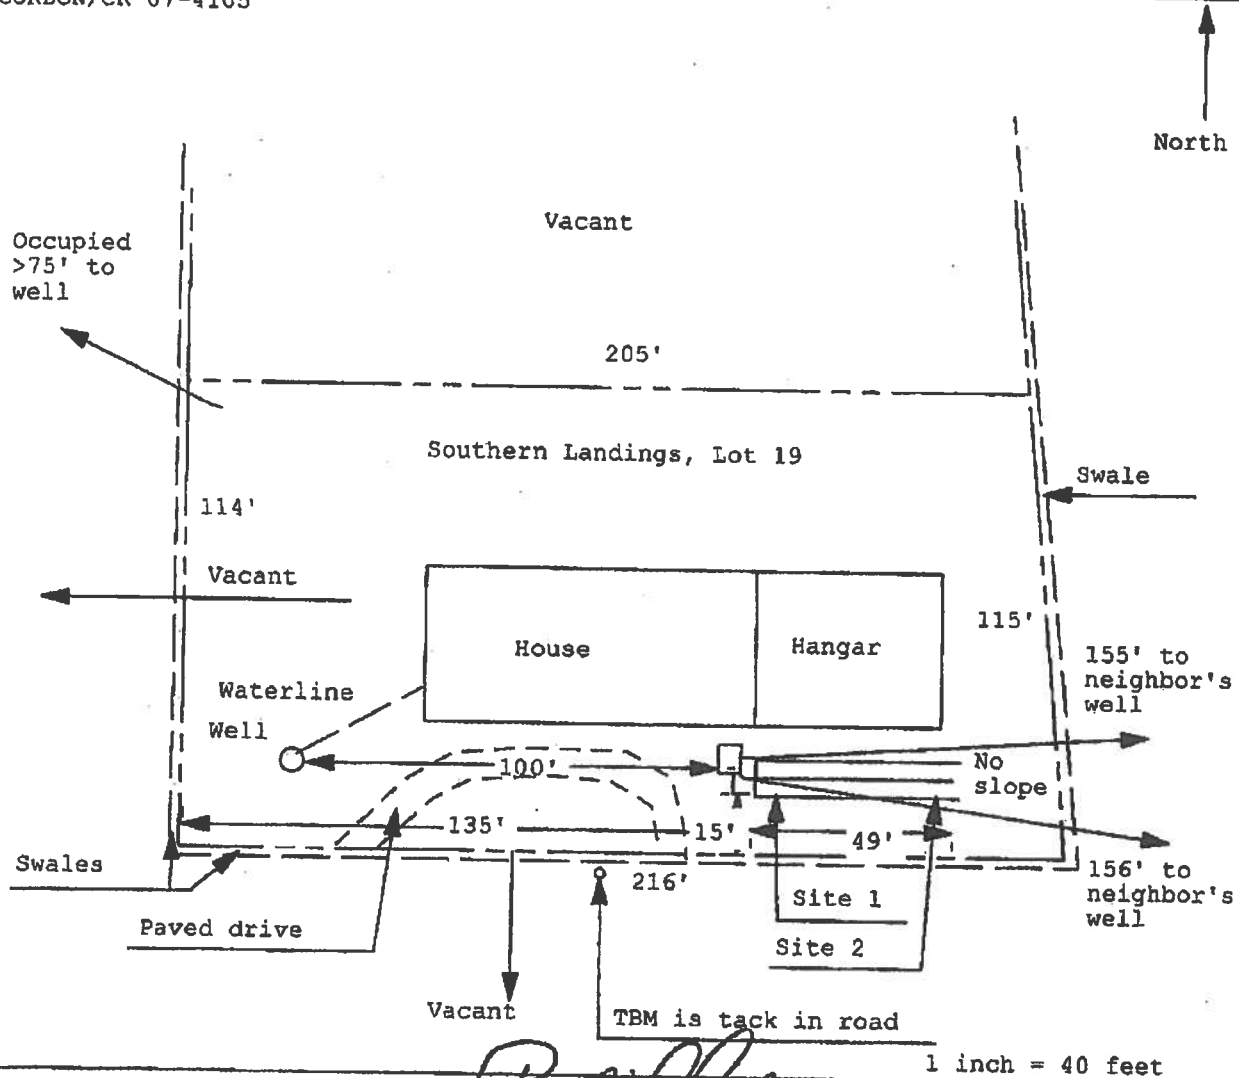 North
Vacant
Occupied
>75' to
well
205'
Southern Landings, Lot 19
Swale
114'
Vacant
115'
House
Hangar
155' to
neighbor's
well
Waterline
Well
100'
No
slope
135'
15'
49'
Swales
216'
156' to
neighbor's
well
Site 1
Paved drive
Site 2
Vacant
TBM is tack in road
1 inch = 40 feet